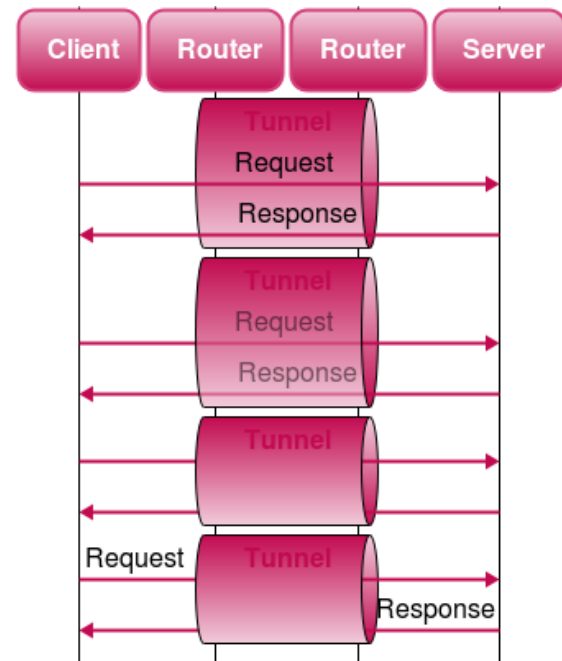 Client Router Router Server
Tunnel
Request
Response
Tunnel
Request
Response
Tunnel
Tunnel
Request
Response